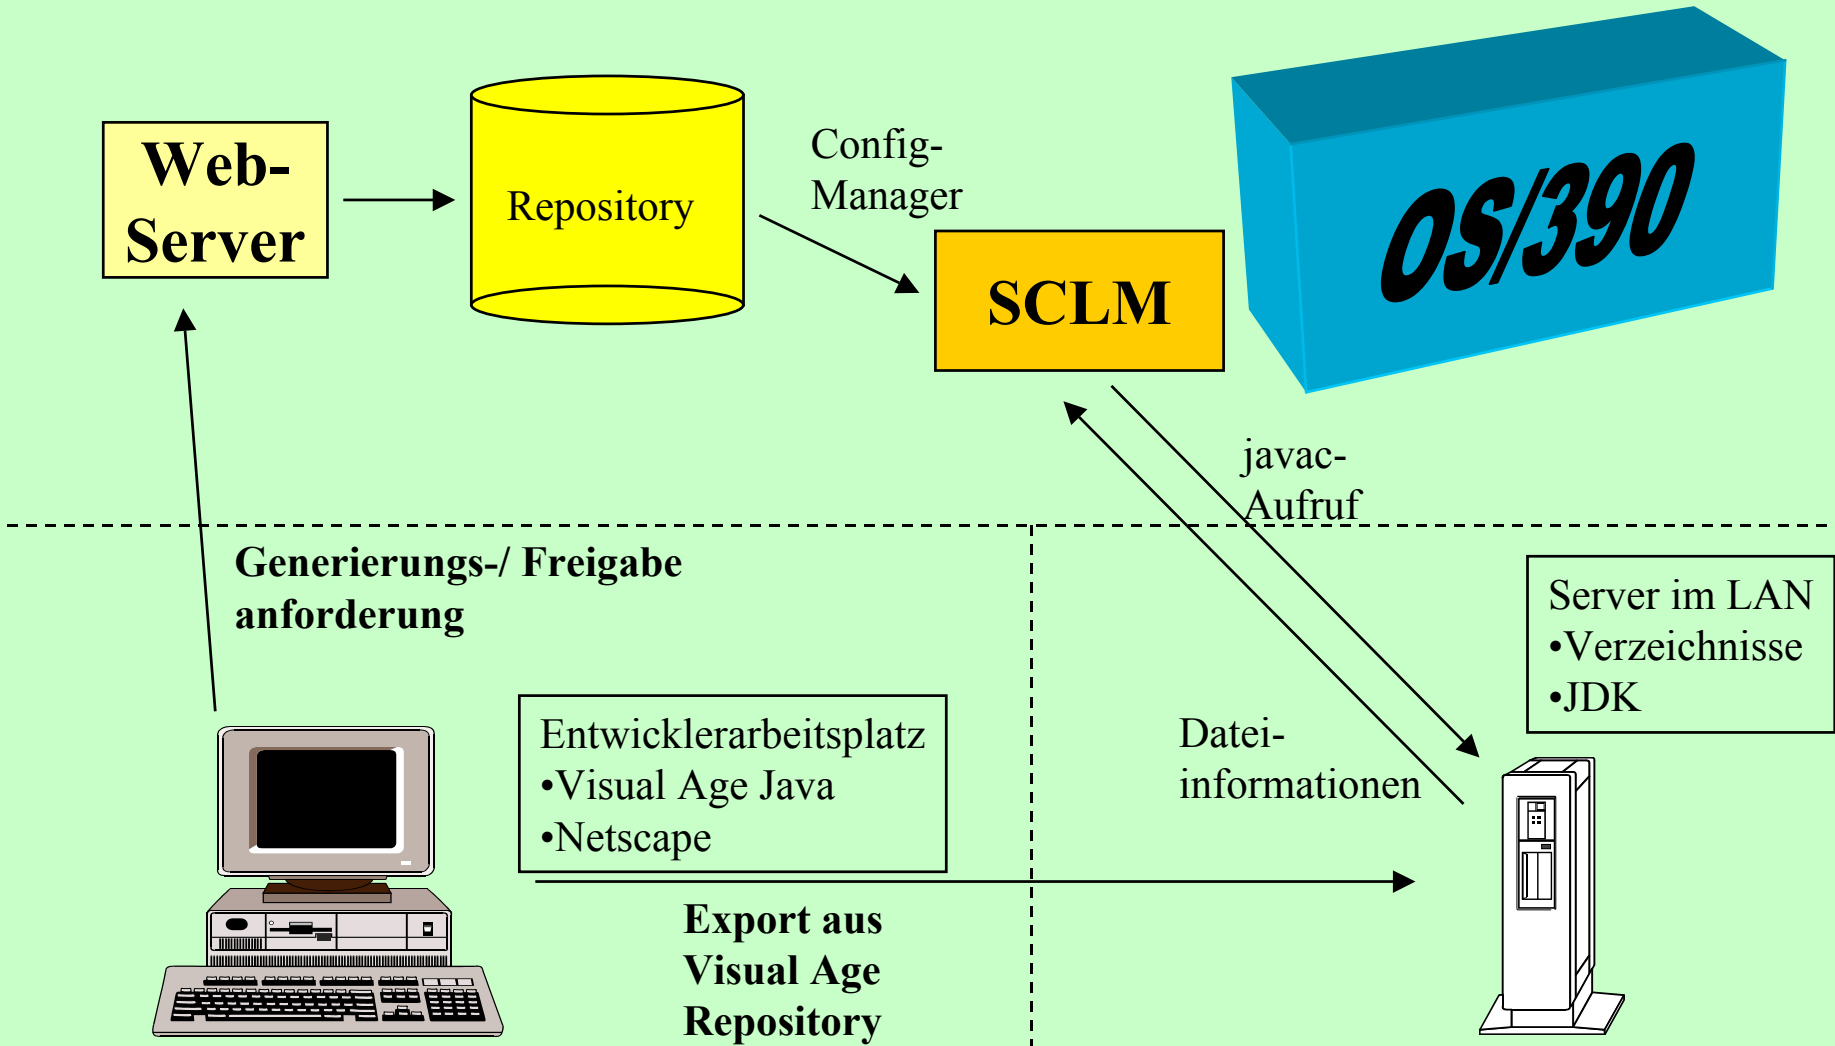 Web-
Server
Repository
Config-
Manager
SCLM
OS/390
javac-
Aufruf
Generierungs-/ Freigabe
anforderung
Server im LAN
•Verzeichnisse
•JDK
Entwicklerarbeitsplatz
•Visual Age Java
•Netscape
Datei-
informationen
Export aus
Visual Age
Repository